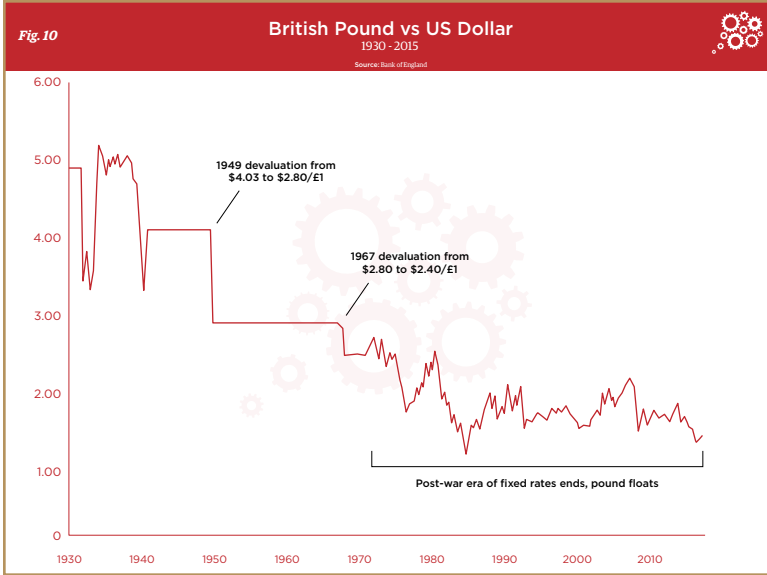 Fig. 10
British Pound vs US Dollar
1930 - 2015
Source: Bank of England
6.00
5.00
4.00
3.00
2.00
1.00
0
1949 devaluation from
$4.03 to $2.80/£1
1967 devaluation from
$2.80 to $2.40/£1
Post-war era of fixed rates ends, pound floats
1930
1940
1950
1960
1970
1980
1990
2000
2010